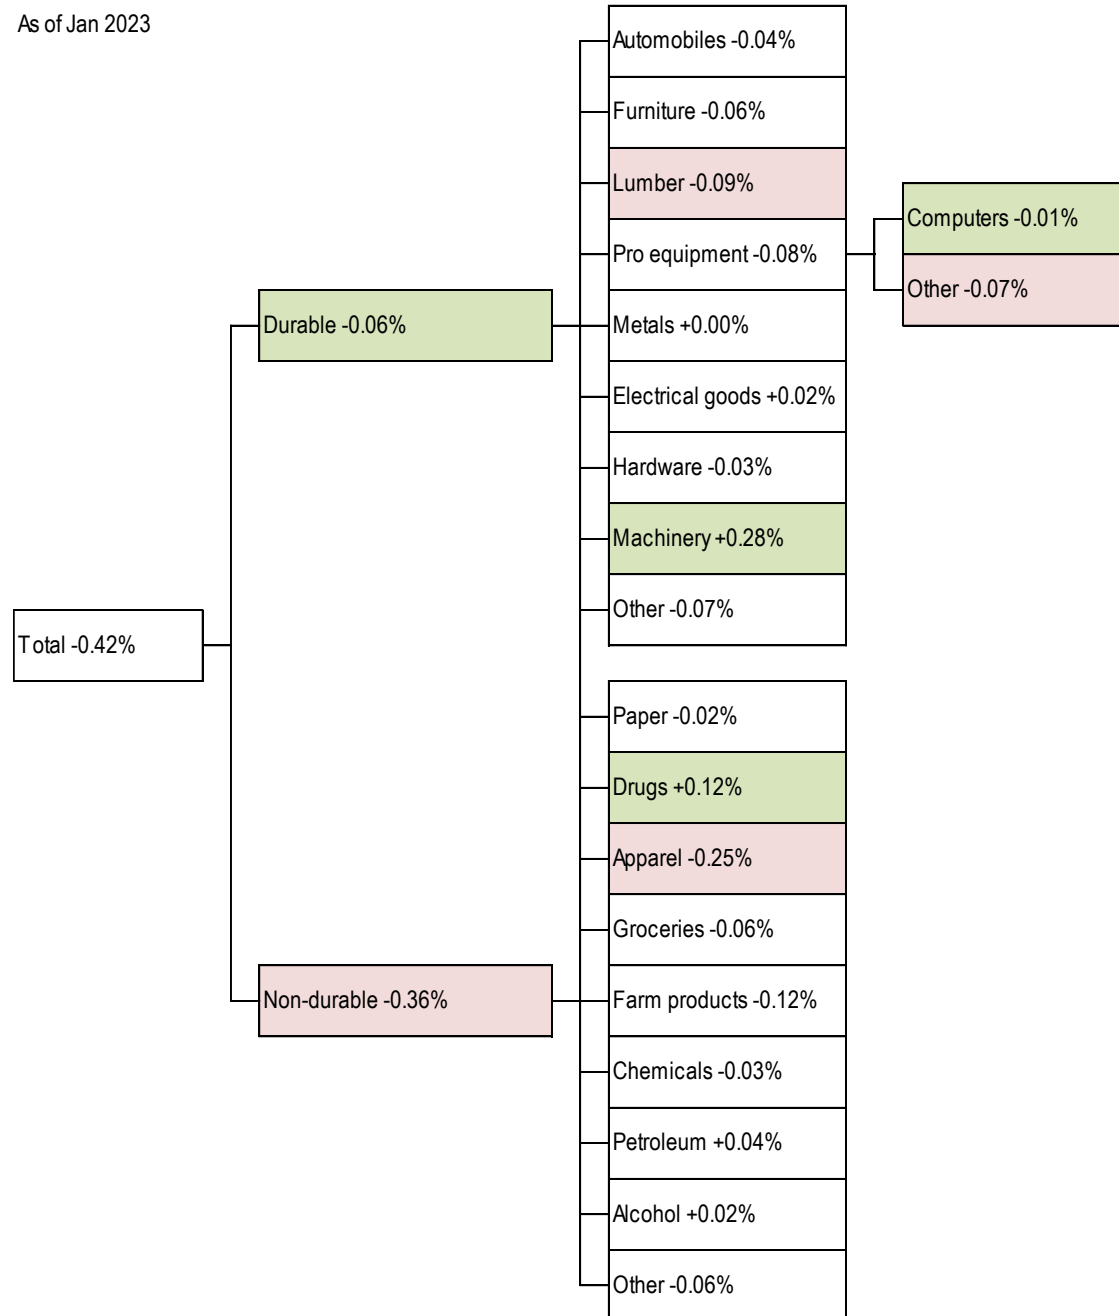 As of Jan 2023
Automobiles -0.04%
Furniture -0.06%
Lumber -0.09%
Computers -0.01%
Pro equipment -0.08%
Other -0.07%
Durable -0.06%
Metals +0.00%
Electrical goods +0.02%
Hardware -0.03%
Machinery +0.28%
Other -0.07%
Total -0.42%
Paper -0.02%
Drugs +0.12%
Apparel -0.25%
Groceries -0.06%
Non-durable -0.36%
Farm products -0.12%
Chemicals -0.03%
Petroleum +0.04%
Alcohol +0.02%
Other -0.06%